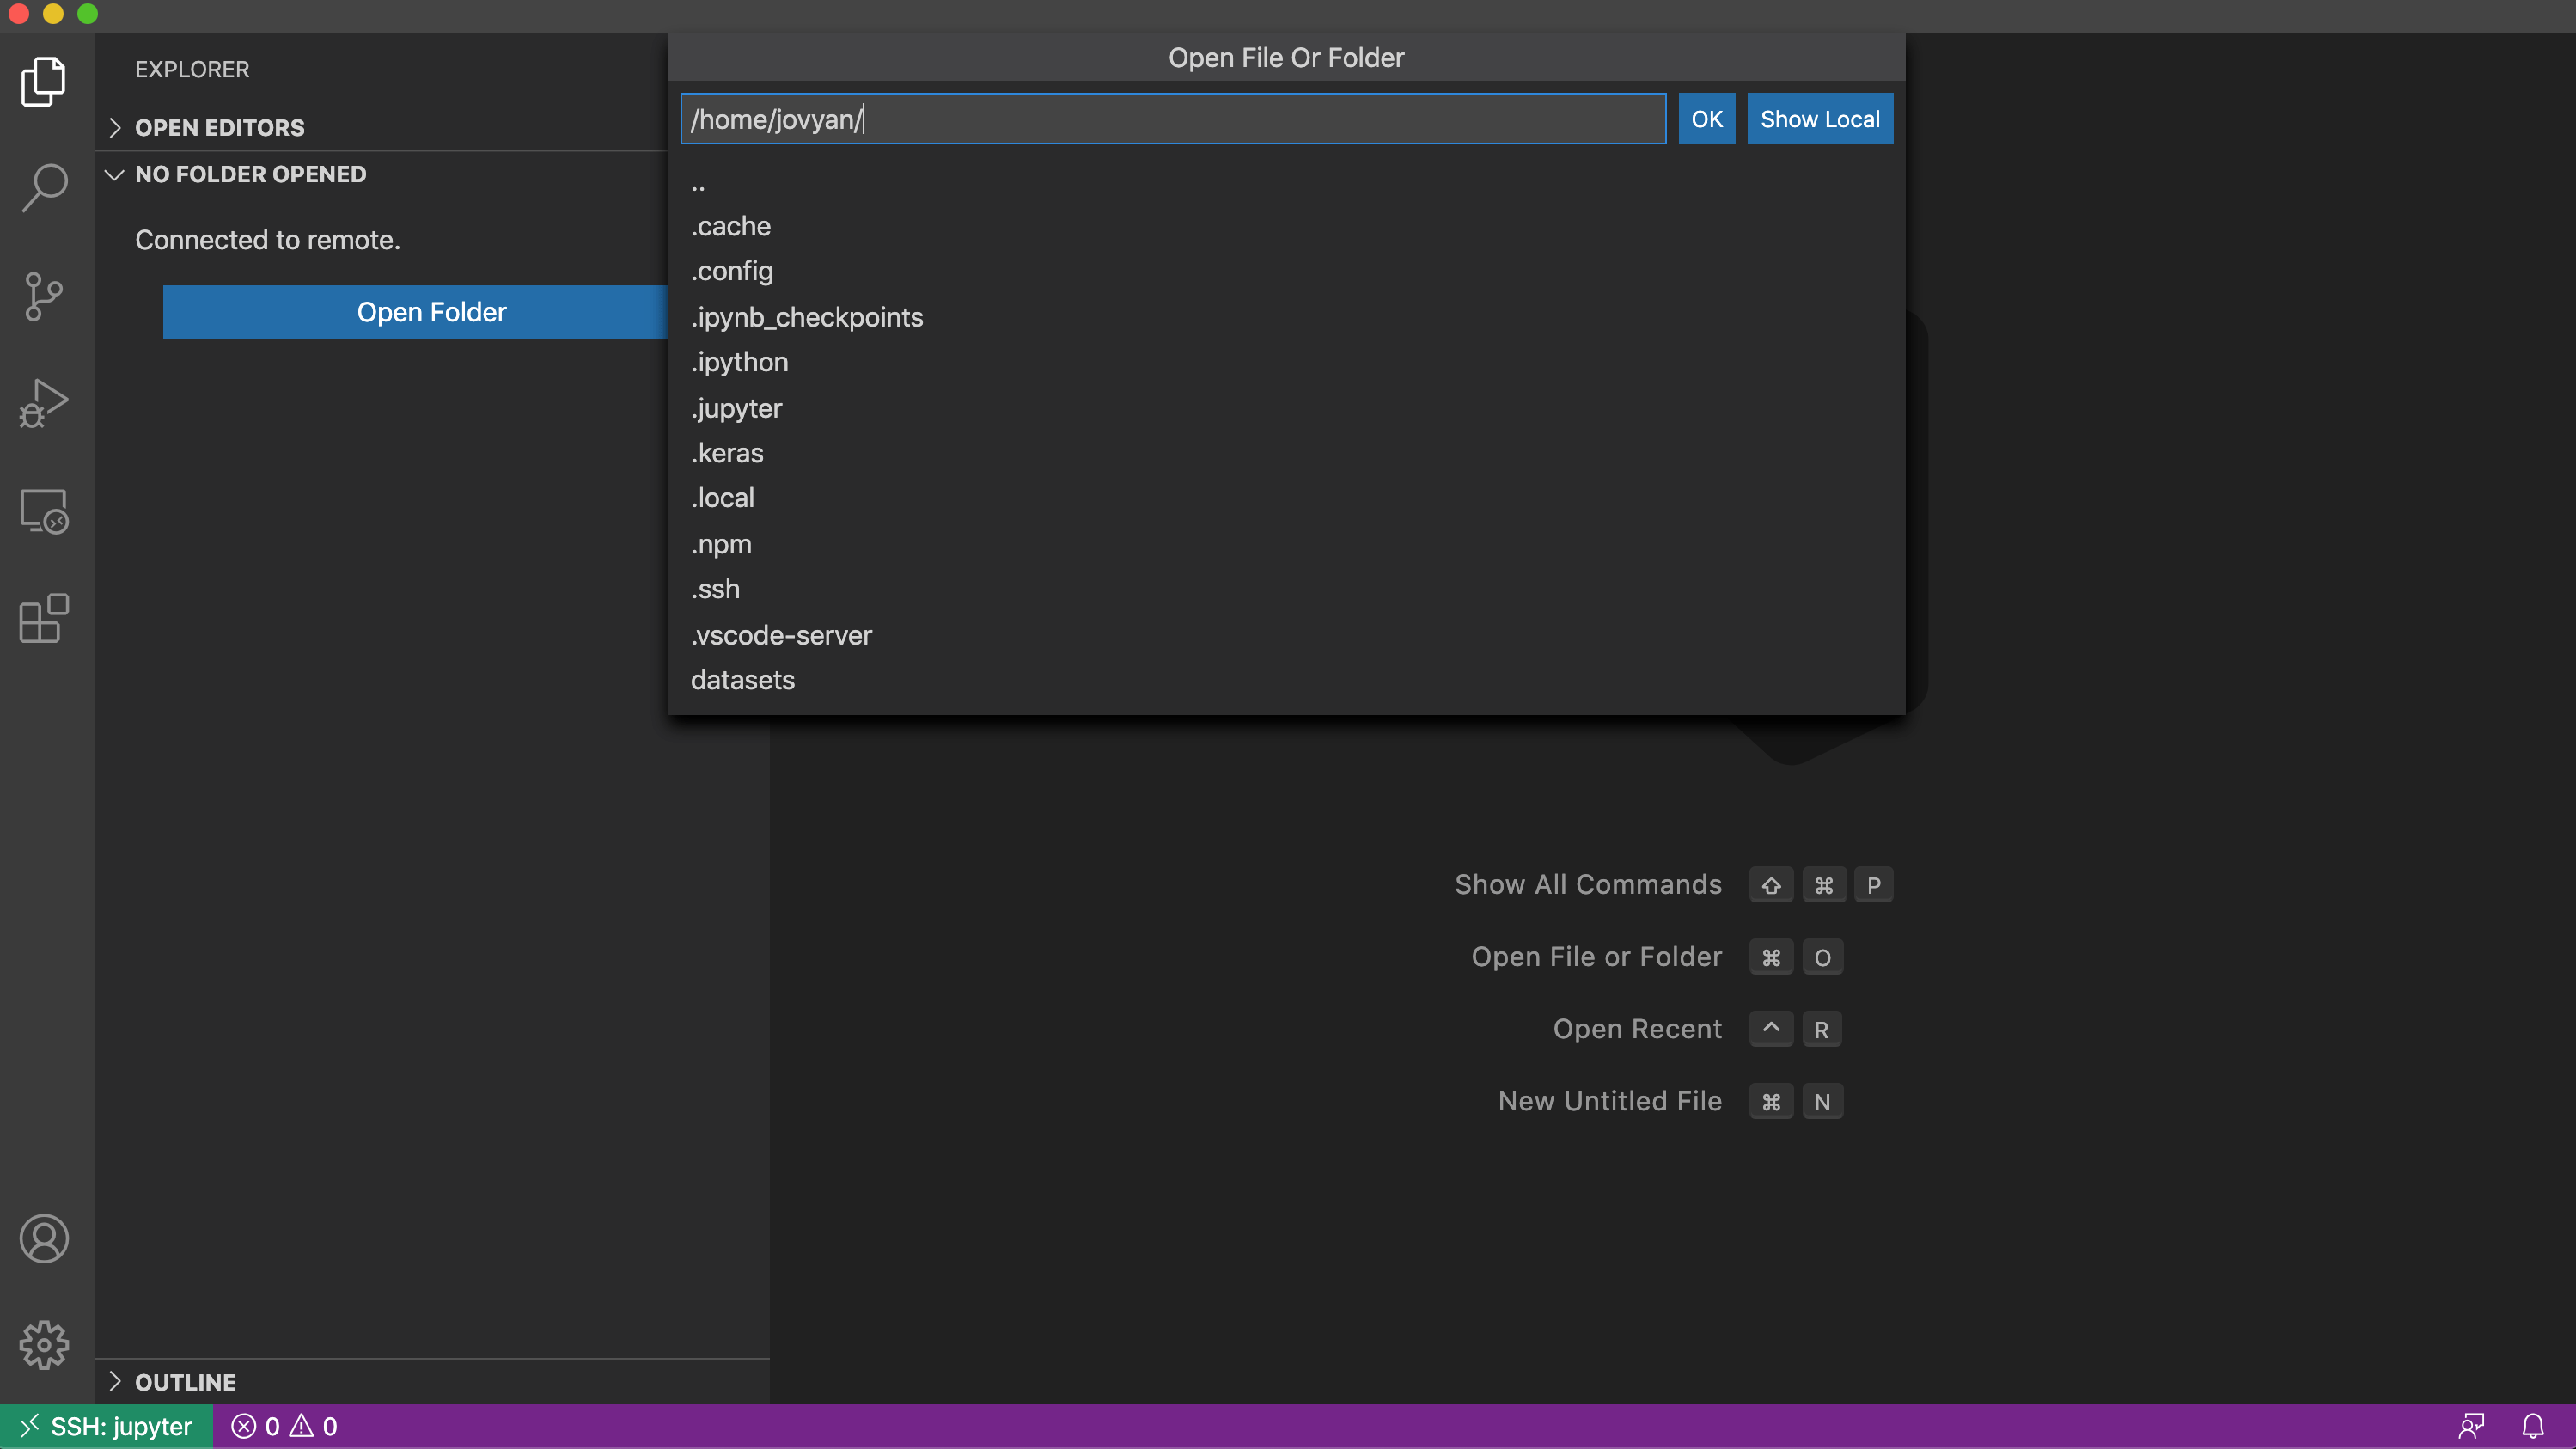 EXPLORER
OPEN EDITORS
NO FOLDER OPENED
Connected to remote.
Open Folder
Open File Or Folder
/home/jovyan/
OK
Show Local
..
.cache
.config
.ipynb_checkpoints
.ipython
.jupyter
.keras
.local
.npm
.ssh
.vscode-server
datasets
Show All Commands ⇧ ⌘ P
Open File or Folder ⌘ O
Open Recent ^ R
New Untitled File ⌘ N
OUTLINE
SSH: jupyter 0 0